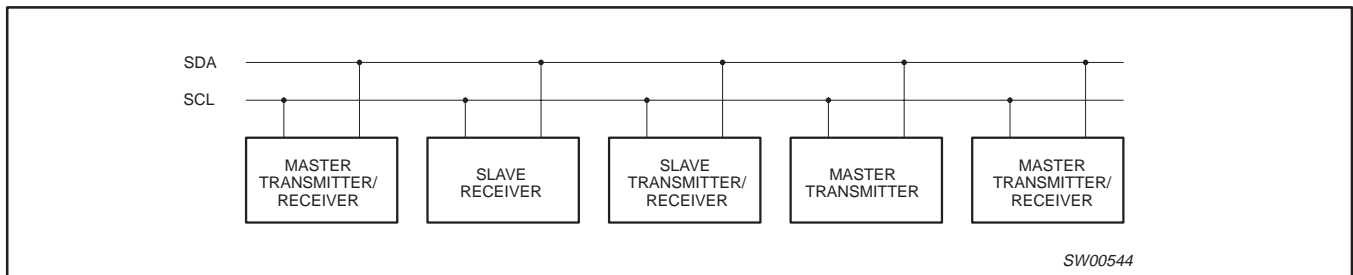 SDA
SCL
MASTER
TRANSMITTER/
RECEIVER
SLAVE
RECEIVER
SLAVE
TRANSMITTER/
RECEIVER
MASTER
TRANSMITTER
MASTER
TRANSMITTER/
RECEIVER
SW00544